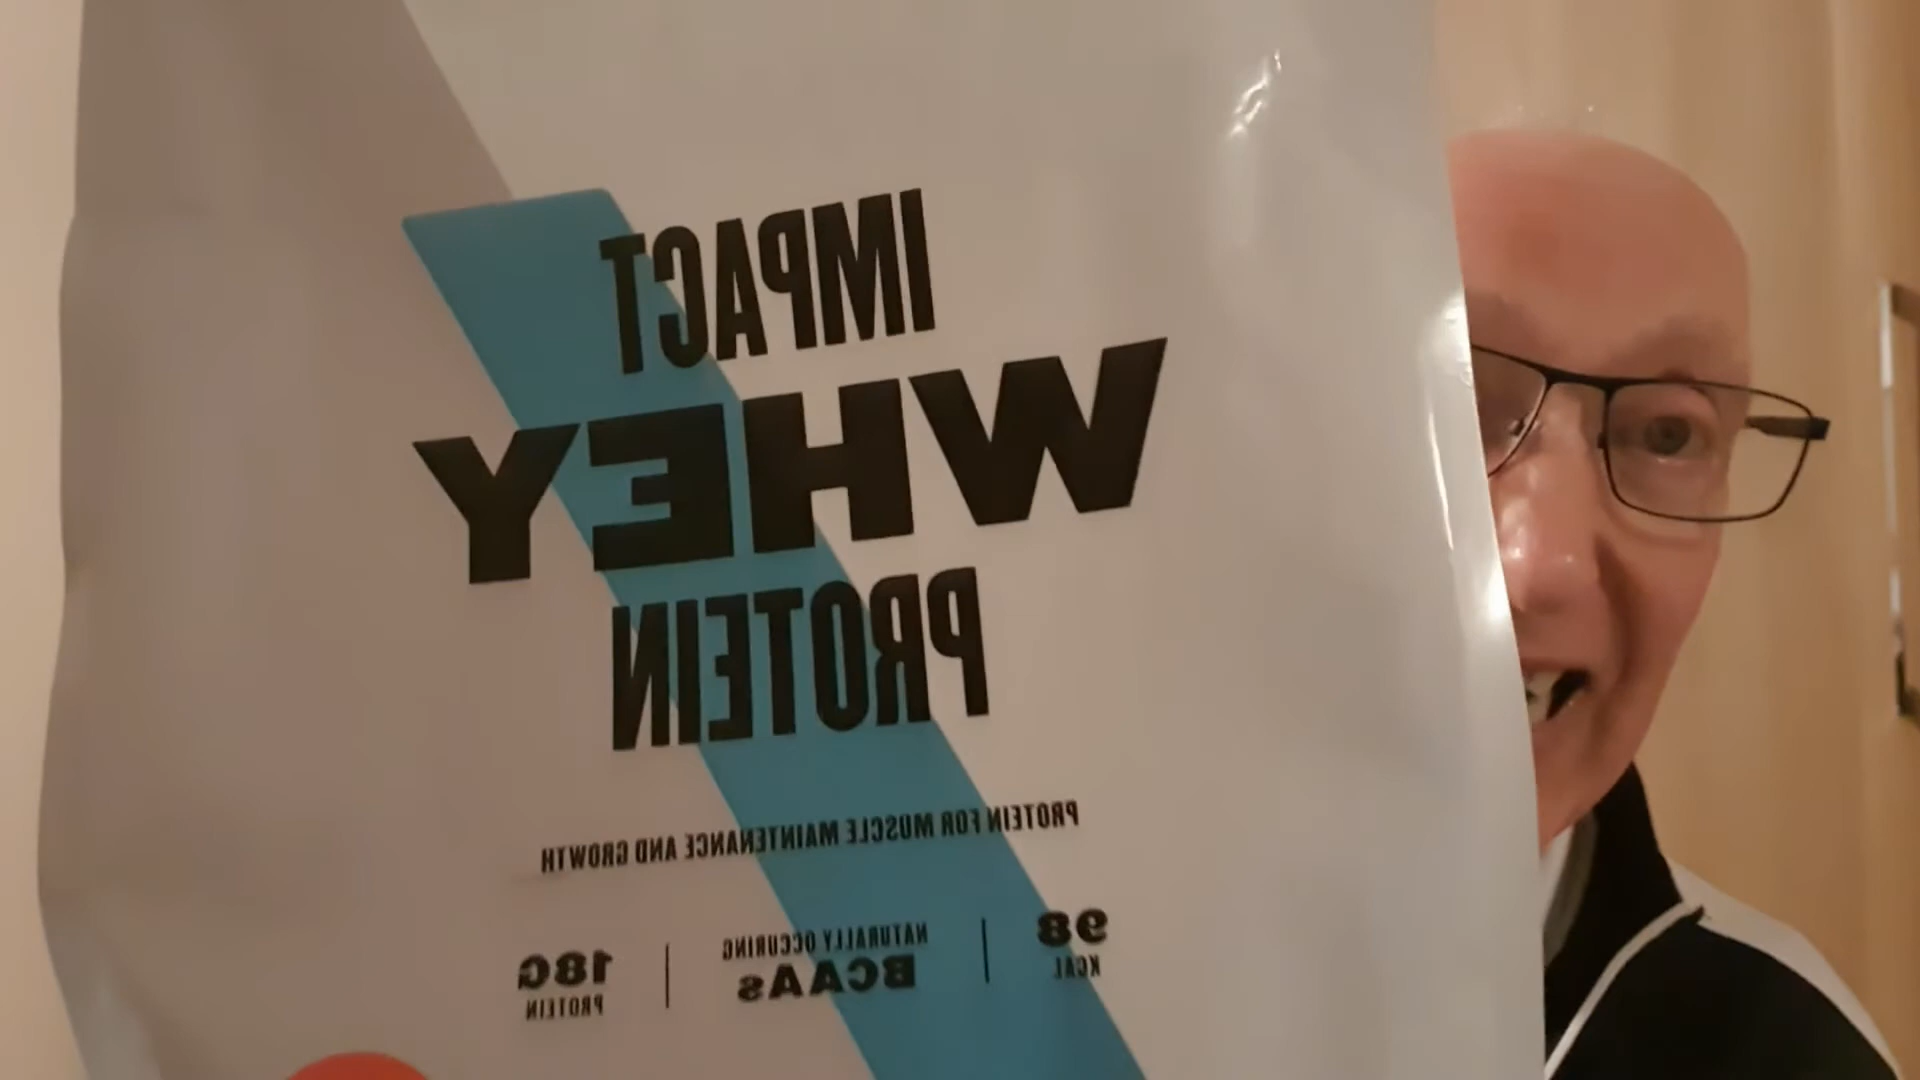 IMPACT
WHEY
PROTEIN
PROTEIN FOR MUSCLE MAINTENANCE AND GROWTH
98
KCAL
NATURALLY OCCURING
BCAAs
18G
PROTEIN